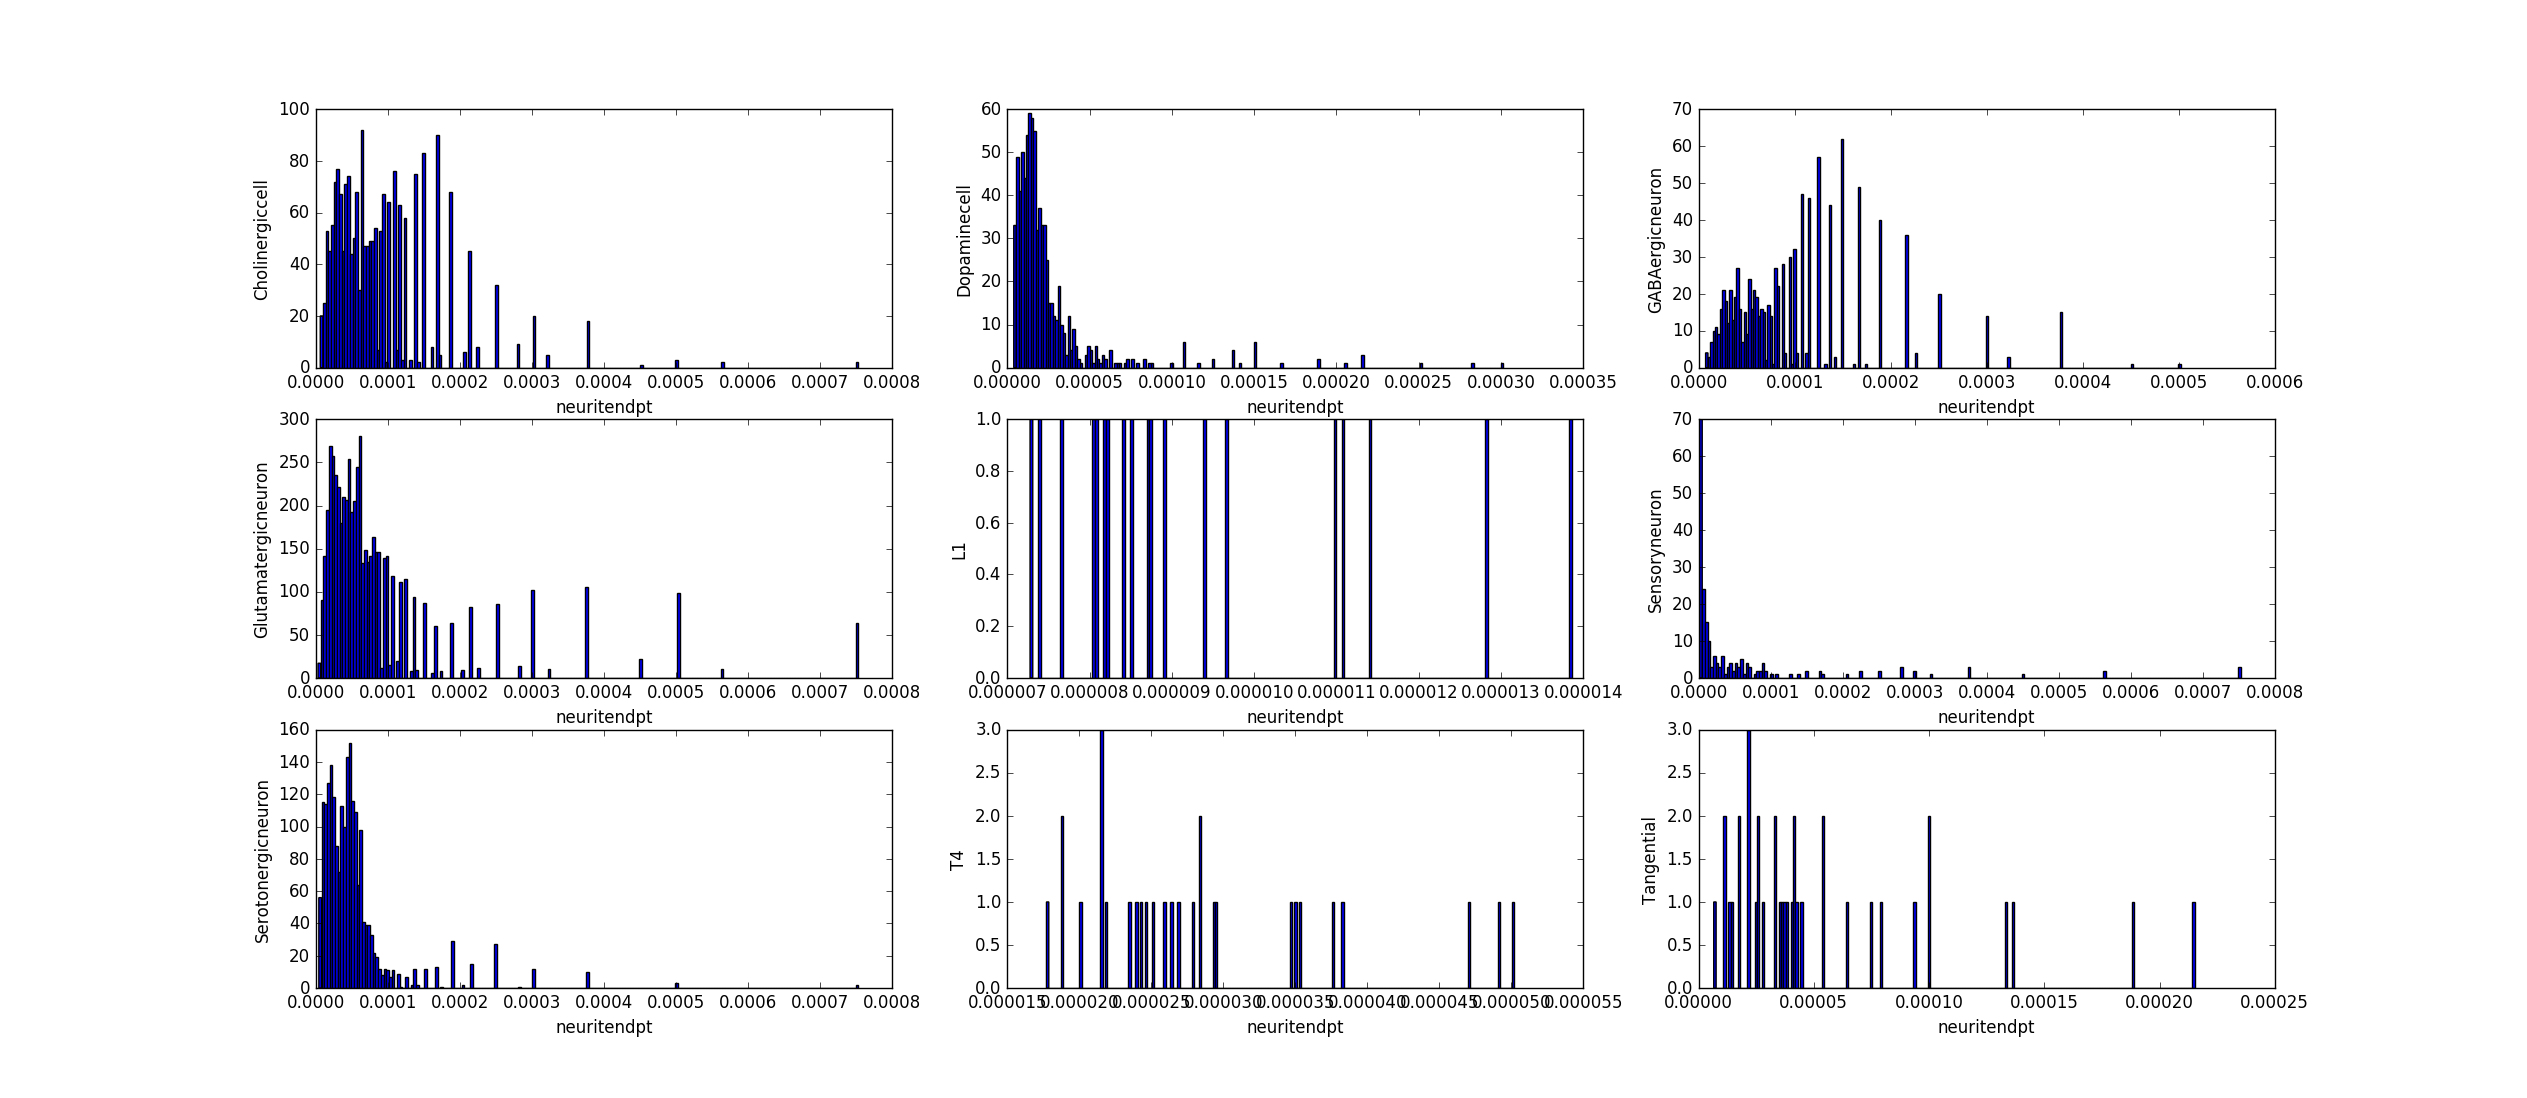 Cholinergiccell
100
80
60
40
20
0
0.0000 0.0001 0.0002 0.0003 0.0004 0.0005 0.0006 0.0007 0.0008
neuritendpt
Dopaminecell
60
50
40
30
20
10
0
0.00000 0.00005 0.00010 0.00015 0.00020 0.00025 0.00030 0.00035
neuritendpt
GABAergicneuron
70
60
50
40
30
20
10
0
0.0000 0.0001 0.0002 0.0003 0.0004 0.0005 0.0006
neuritendpt
Glutamatergicneuron
300
250
200
150
100
50
0
0.0000 0.0001 0.0002 0.0003 0.0004 0.0005 0.0006 0.0007 0.0008
neuritendpt
L1
1.0
0.8
0.6
0.4
0.2
0.0
0.000007 0.000008 0.000009 0.000010 0.000011 0.000012 0.000013 0.000014
neuritendpt
Sensoryneuron
70
60
50
40
30
20
10
0
0.0000 0.0001 0.0002 0.0003 0.0004 0.0005 0.0006 0.0007 0.0008
neuritendpt
Serotonergicneuron
160
140
120
100
80
60
40
20
0
0.0000 0.0001 0.0002 0.0003 0.0004 0.0005 0.0006 0.0007 0.0008
neuritendpt
T4
3.0
2.5
2.0
1.5
1.0
0.5
0.0
0.000015 0.000020 0.000025 0.000030 0.000035 0.000040 0.000045 0.000050 0.000055
neuritendpt
Tangential
3.0
2.5
2.0
1.5
1.0
0.5
0.0
0.00000 0.00005 0.00010 0.00015 0.00020 0.00025
neuritendpt